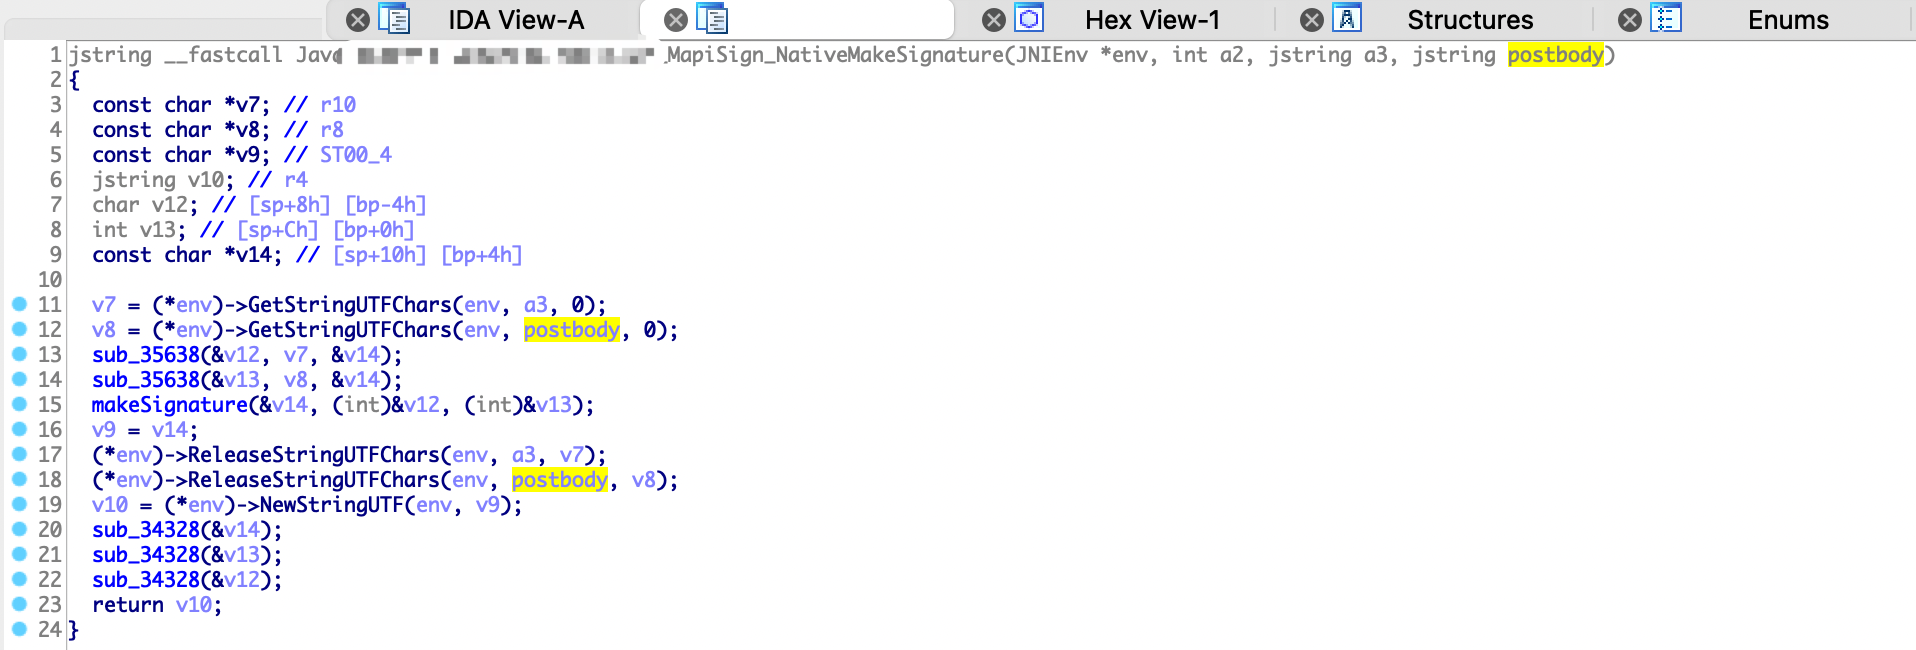 IDA View-A Hex View-1 Structures Enums
1 jstring __fastcall Java _MapiSign_NativeMakeSignature(JNIEnv *env, int a2, jstring a3, jstring postbody)
2 {
3 const char *v7; // r10
4 const char *v8; // r8
5 const char *v9; // ST00_4
6 jstring v10; // r4
7 char v12; // [sp+8h] [bp-4h]
8 int v13; // [sp+Ch] [bp+0h]
9 const char *v14; // [sp+10h] [bp+4h]
10
11 v7 = (*env)->GetStringUTFChars(env, a3, 0);
12 v8 = (*env)->GetStringUTFChars(env, postbody, 0);
13 sub_35638(&v12, v7, &v14);
14 sub_35638(&v13, v8, &v14);
15 makeSignature(&v14, (int)&v12, (int)&v13);
16 v9 = v14;
17 (*env)->ReleaseStringUTFChars(env, a3, v7);
18 (*env)->ReleaseStringUTFChars(env, postbody, v8);
19 v10 = (*env)->NewStringUTF(env, v9);
20 sub_34328(&v14);
21 sub_34328(&v13);
22 sub_34328(&v12);
23 return v10;
24 }